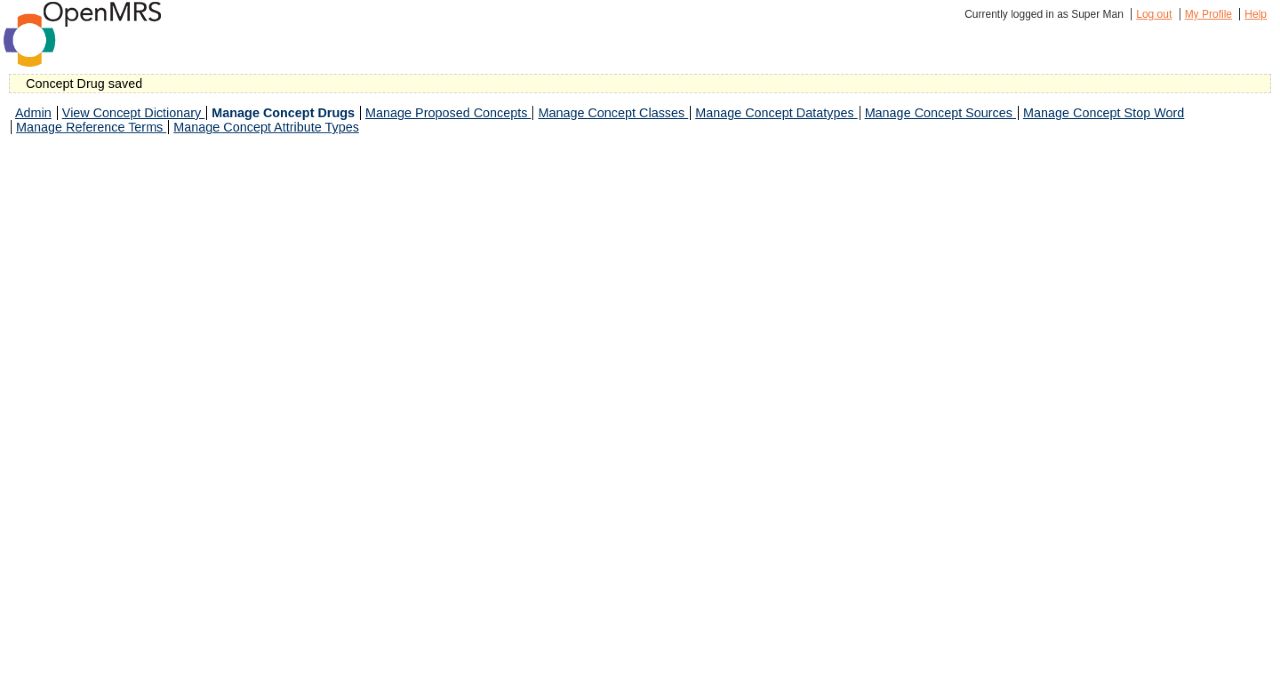 OpenMRS
Currently logged in as Super Man | Log out | My Profile | Help
Concept Drug saved
Admin | View Concept Dictionary | Manage Concept Drugs | Manage Proposed Concepts | Manage Concept Classes | Manage Concept Datatypes | Manage Concept Sources | Manage Concept Stop Word
| Manage Reference Terms | Manage Concept Attribute Types